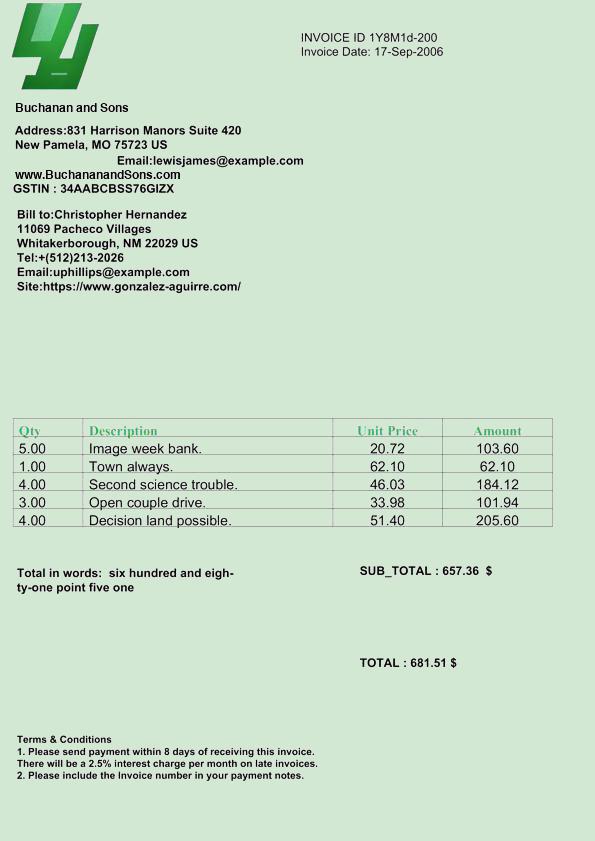 INVOICE ID 1Y8M1d-200
Invoice Date: 17-Sep-2006
Buchanan and Sons
Address:831 Harrison Manors Suite 420
New Pamela, MO 75723 US
Email:lewisjames@example.com
www.BuchananandSons.com
GSTIN : 34AABCBSS76GIZX
Bill to:Christopher Hernandez
11069 Pacheco Villages
Whitakerborough, NM 22029 US
Tel:+(512)213-2026
Email:uphillips@example.com
Site:https://www.gonzalez-aguirre.com/
Qty Description Unit Price Amount
5.00 Image week bank. 20.72 103.60
1.00 Town always. 62.10 62.10
4.00 Second science trouble. 46.03 184.12
3.00 Open couple drive. 33.98 101.94
4.00 Decision land possible. 51.40 205.60
Total in words: six hundred and eigh-
ty-one point five one
SUB_TOTAL : 657.36 $
TOTAL : 681.51 $
Terms & Conditions
1. Please send payment within 8 days of receiving this invoice.
There will be a 2.5% interest charge per month on late invoices.
2. Please include the Invoice number in your payment notes.